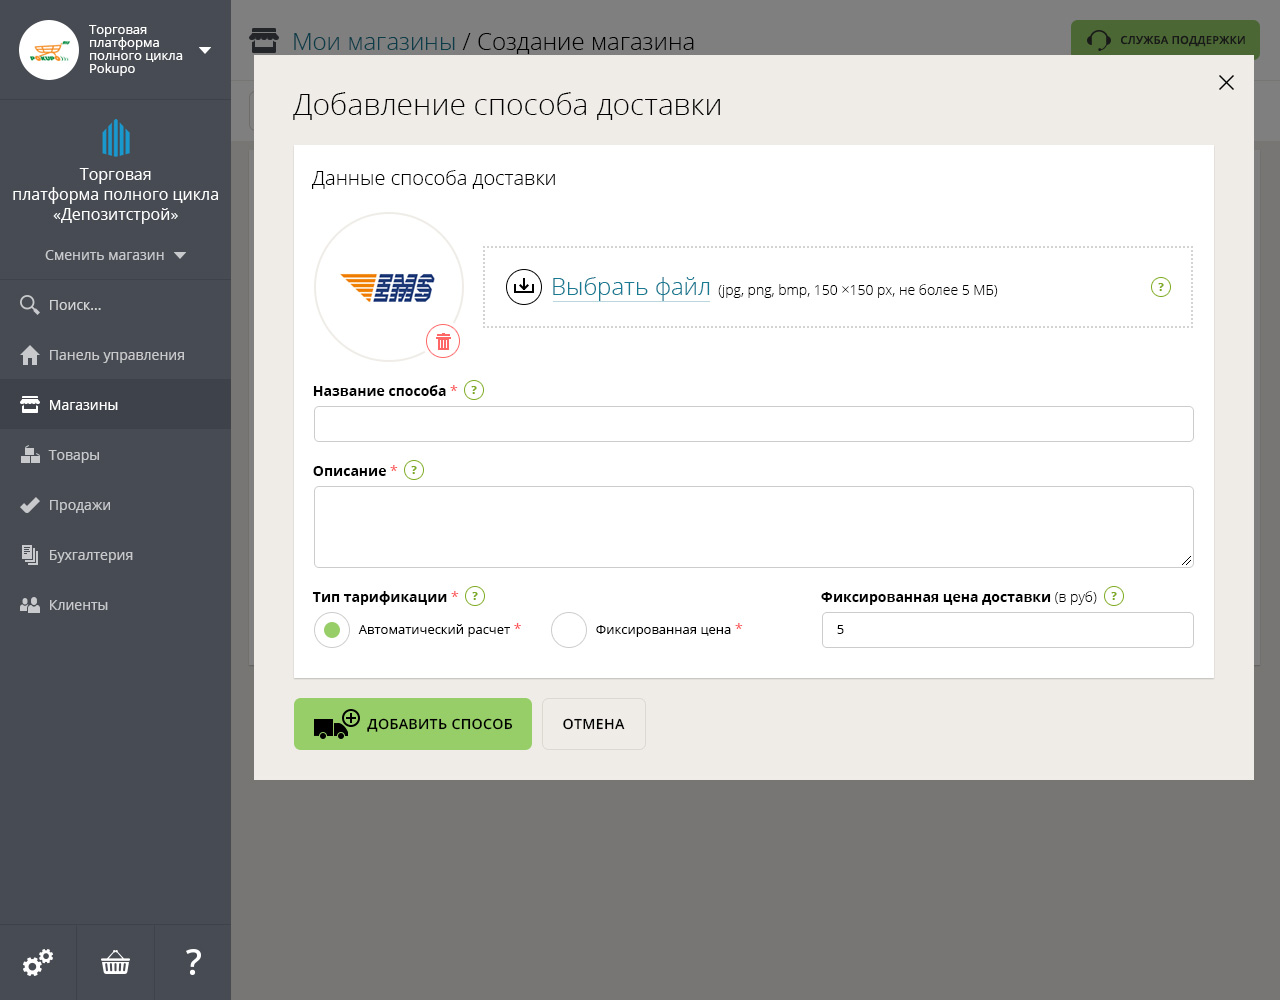 Торговая
платформа
полного цикла
Pokupo
POKUPO
Торговая
платформа полного цикла
«Депозитстрой»
Сменить магазин
Поиск...
Панель управления
Магазины
Товары
Продажи
Бухгалтерия
Клиенты
?
Мои магазины / Создание магазина
СЛУЖБА ПОДДЕРЖКИ
Добавление способа доставки
Данные способа доставки
EMS
Выбрать файл (jpg, png, bmp, 150 ×150 px, не более 5 МБ) ?
Название способа * ?
Описание * ?
Тип тарификации * ?
Автоматический расчет *
Фиксированная цена *
Фиксированная цена доставки (в руб) ?
5
ДОБАВИТЬ СПОСОБ
ОТМЕНА